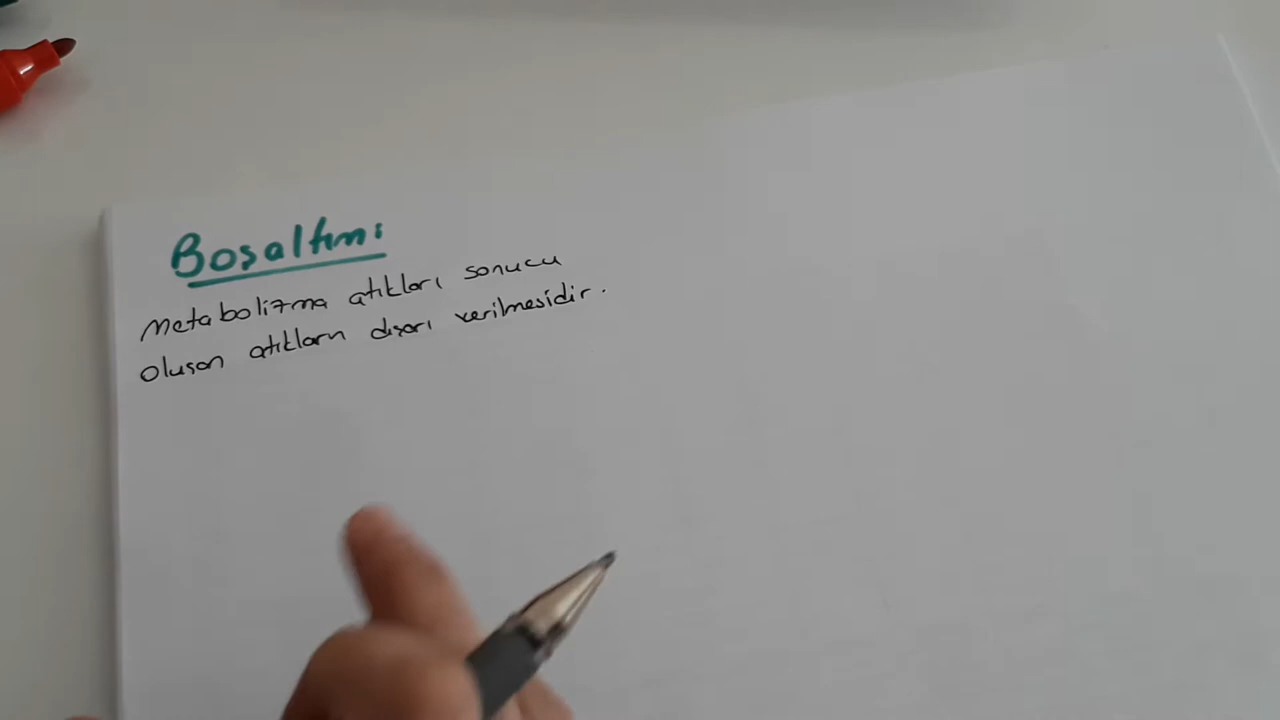 Boşaltım:
Metabolizma atıkları sonucu
oluşan atıkların dışarı verilmesidir.